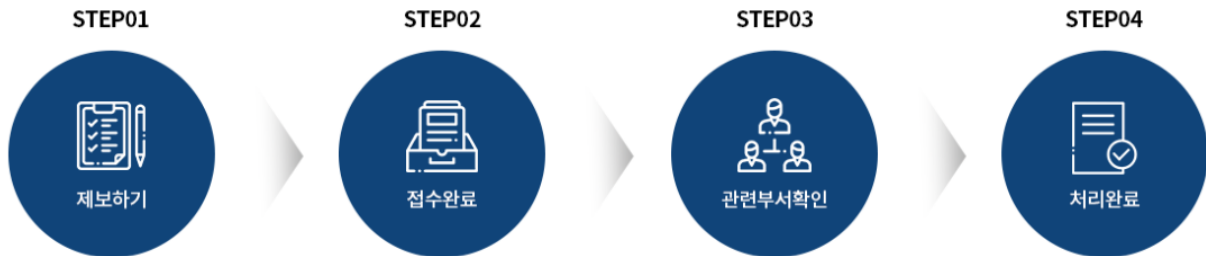 STEP01
STEP02
STEP03
STEP04
제보하기
접수완료
관련부서확인
처리완료